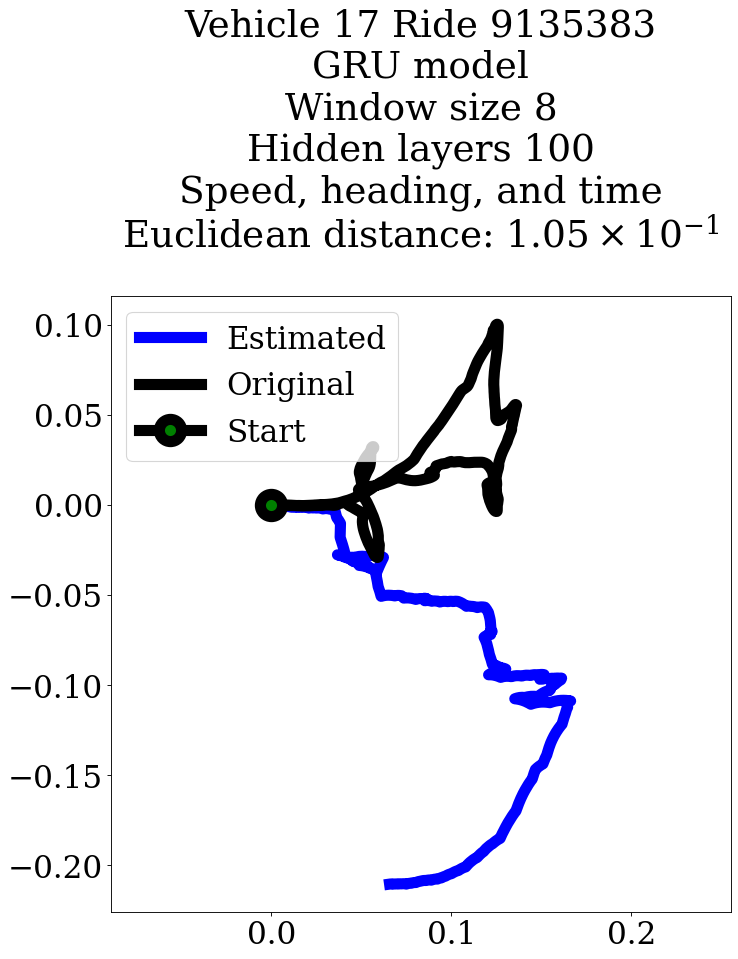 Vehicle 17 Ride 9135383
GRU model
Window size 8
Hidden layers 100
Speed, heading, and time
Euclidean distance: 1.05 × 10⁻¹
Estimated
Original
Start
0.10
0.05
0.00
−0.05
−0.10
−0.15
−0.20
0.0 0.1 0.2